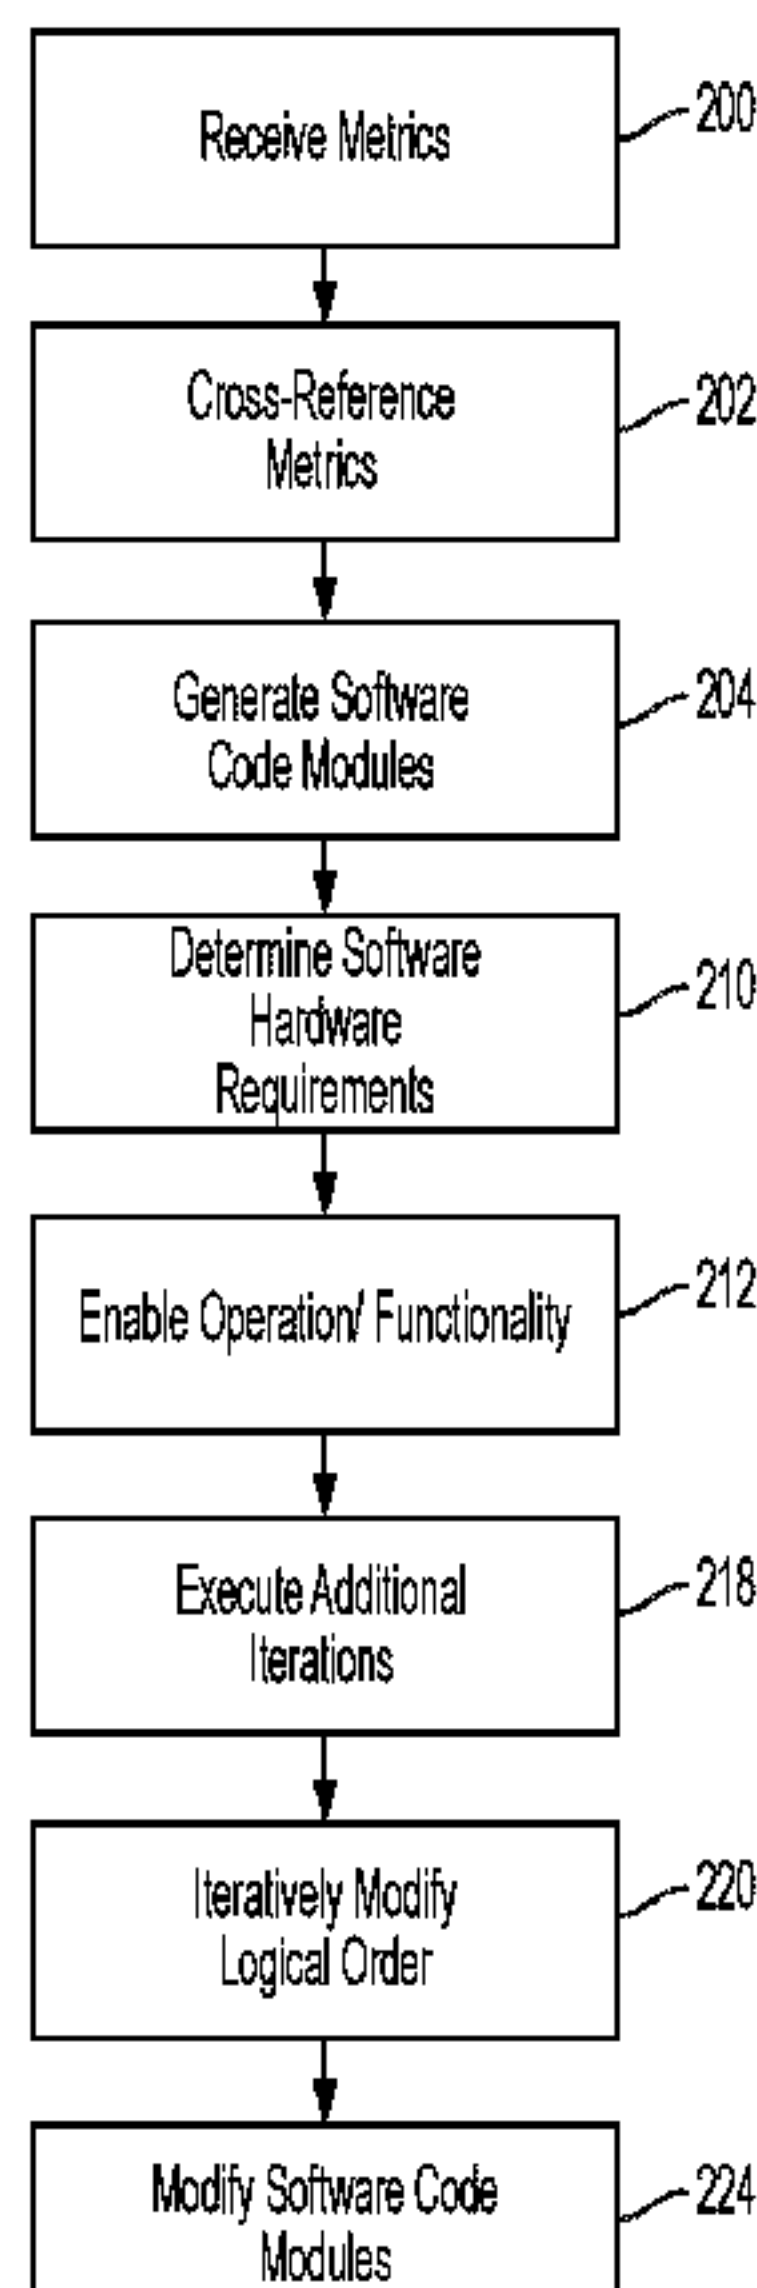 Receive Metrics
200
Cross-Reference
Metrics
202
Generate Software
Code Modules
204
Determine Software
Hardware
Requirements
210
Enable Operation/ Functionality
212
Execute Additional
Iterations
218
Iteratively Modify
Logical Order
220
Modify Software Code
Modules
224